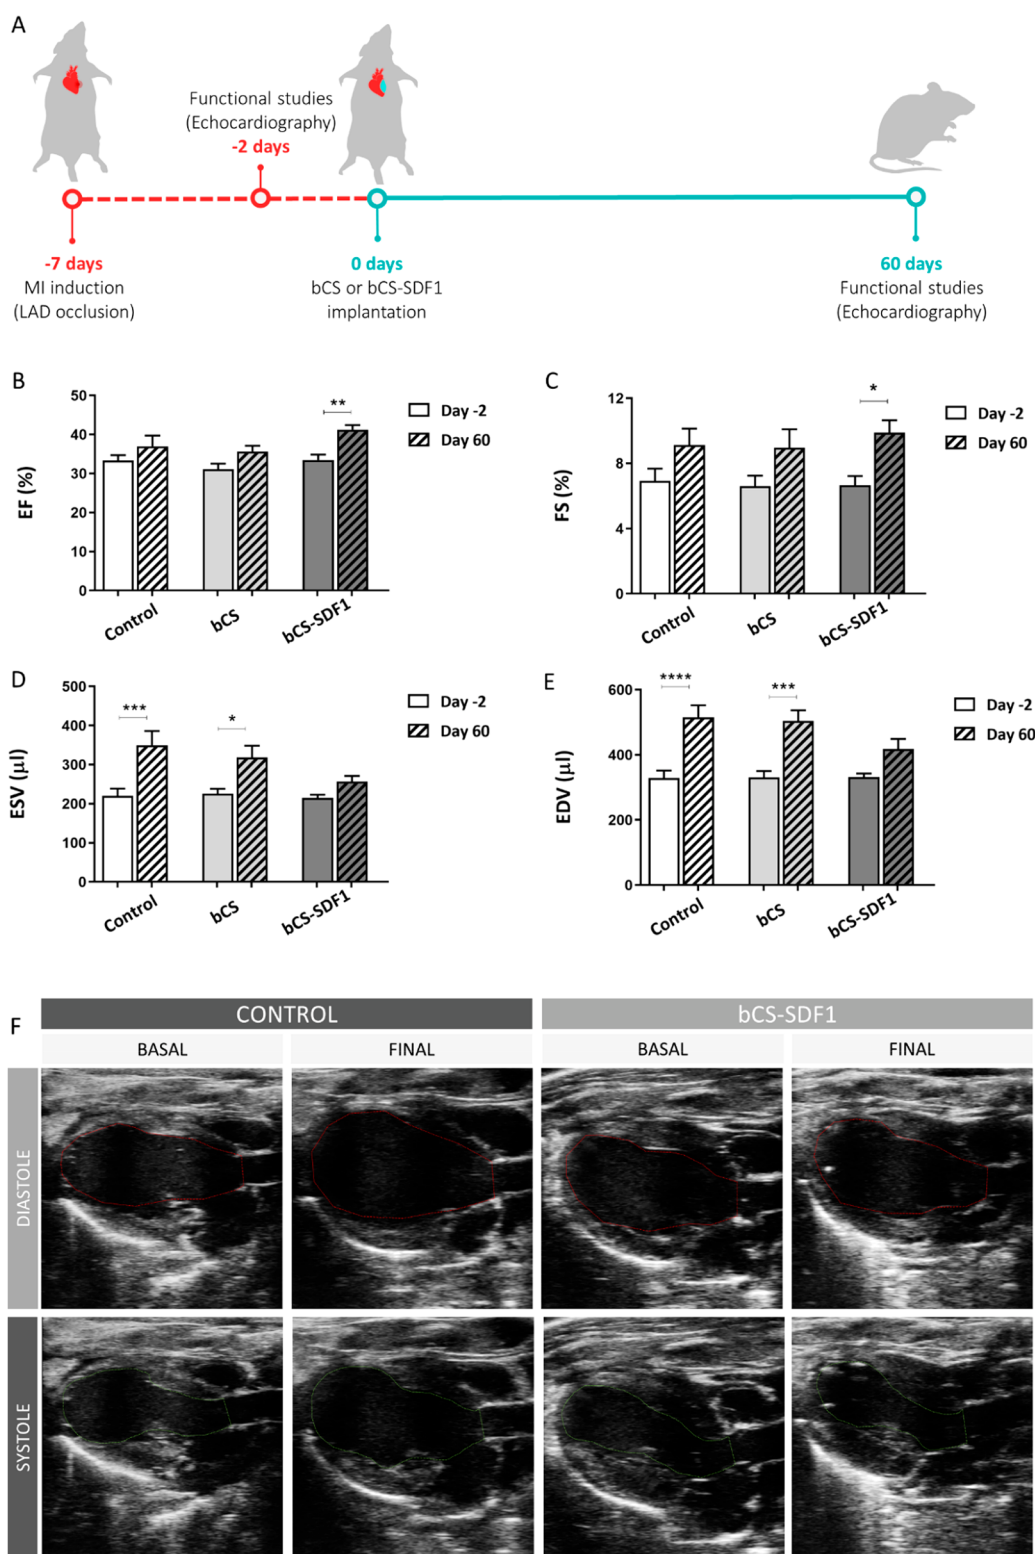 A
Functional studies
(Echocardiography)
-2 days
-7 days
MI induction
(LAD occlusion)
0 days
bCS or bCS-SDF1
implantation
60 days
Functional studies
(Echocardiography)
B
EF (%)
50
40
30
20
10
0
**
Control
bCS
bCS-SDF1
Day -2
Day 60
C
FS (%)
12
8
4
0
*
Control
bCS
bCS-SDF1
Day -2
Day 60
D
ESV (µl)
500
400
300
200
100
0
***
*
Control
bCS
bCS-SDF1
Day -2
Day 60
E
EDV (µl)
600
400
200
0
****
***
Control
bCS
bCS-SDF1
Day -2
Day 60
F
CONTROL
bCS-SDF1
BASAL
FINAL
BASAL
FINAL
DIASTOLE
SYSTOLE